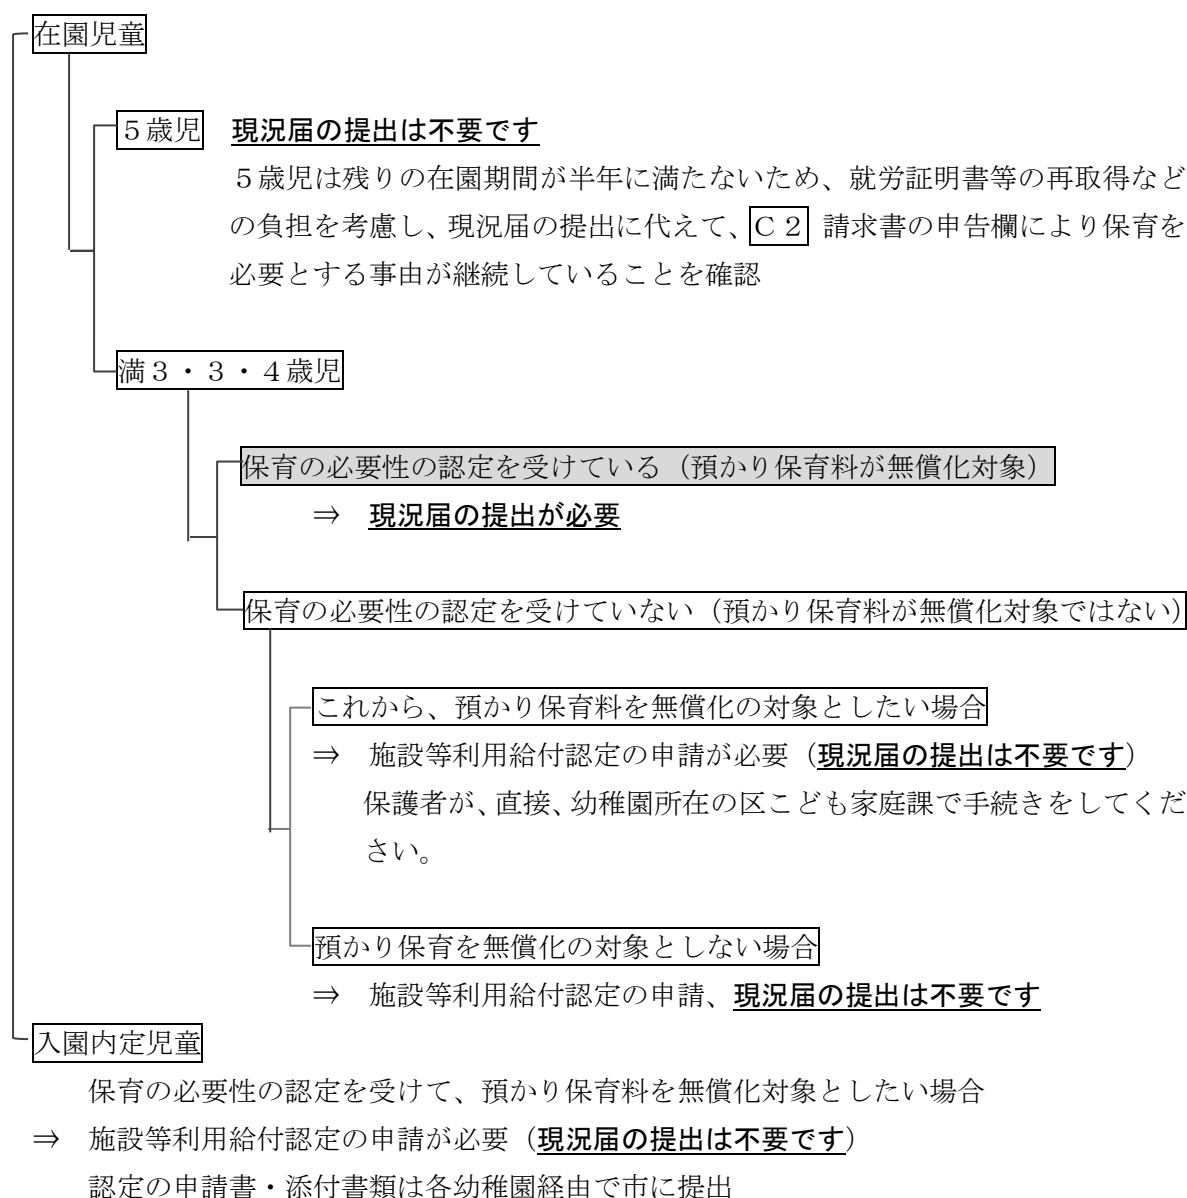 在園児童
５歳児　現況届の提出は不要です
５歳児は残りの在園期間が半年に満たないため、就労証明書等の再取得など
の負担を考慮し、現況届の提出に代えて、Ｃ２ 請求書の申告欄により保育を
必要とする事由が継続していることを確認
満３・３・４歳児
保育の必要性の認定を受けている（預かり保育料が無償化対象）
⇒　現況届の提出が必要
保育の必要性の認定を受けていない（預かり保育料が無償化対象ではない）
これから、預かり保育料を無償化の対象としたい場合
⇒　施設等利用給付認定の申請が必要（現況届の提出は不要です）
保護者が、直接、幼稚園所在の区こども家庭課で手続きをしてくだ
さい。
預かり保育を無償化の対象としない場合
⇒　施設等利用給付認定の申請、現況届の提出は不要です
入園内定児童
保育の必要性の認定を受けて、預かり保育料を無償化対象としたい場合
⇒　施設等利用給付認定の申請が必要（現況届の提出は不要です）
認定の申請書・添付書類は各幼稚園経由で市に提出